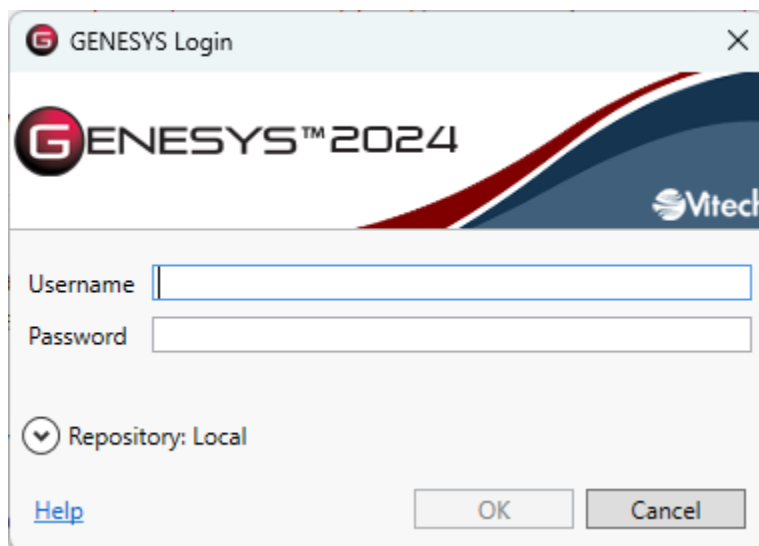 GENESYS Login
GENESYS™2024
Vitech
Username
Password
Repository: Local
Help
OK
Cancel